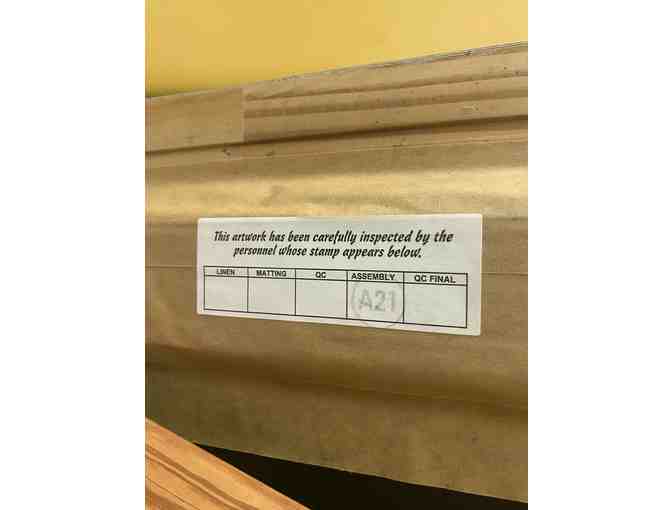 This artwork has been carefully inspected by the
personnel whose stamp appears below.
LINEN MATTING QC ASSEMBLY QC FINAL
A21